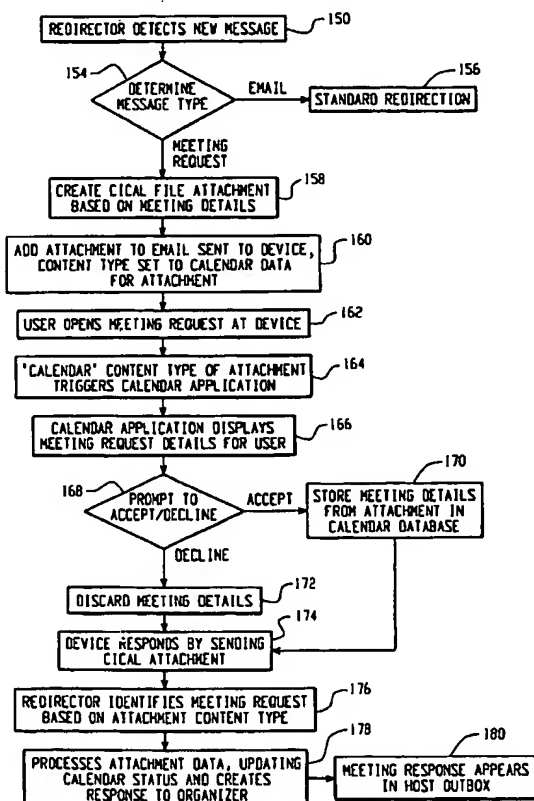 REDIRECTOR DETECTS NEW MESSAGE
150
154
DETERMINE
MESSAGE TYPE
EMAIL
156
STANDARD REDIRECTION
MEETING
REQUEST
158
CREATE CICAL FILE ATTACHMENT
BASED ON MEETING DETAILS
160
ADD ATTACHMENT TO EMAIL SENT TO DEVICE,
CONTENT TYPE SET TO CALENDAR DATA
FOR ATTACHMENT
162
USER OPENS MEETING REQUEST AT DEVICE
164
'CALENDAR' CONTENT TYPE OF ATTACHMENT
TRIGGERS CALENDAR APPLICATION
166
CALENDAR APPLICATION DISPLAYS
MEETING REQUEST DETAILS FOR USER
168
PROMPT TO
ACCEPT/DECLINE
ACCEPT
170
STORE MEETING DETAILS
FROM ATTACHMENT IN
CALENDAR DATABASE
DECLINE
172
DISCARD MEETING DETAILS
174
DEVICE RESPONDS BY SENDING
CICAL ATTACHMENT
176
REDIRECTOR IDENTIFIES MEETING REQUEST
BASED ON ATTACHMENT CONTENT TYPE
178
PROCESSES ATTACHMENT DATA, UPDATING
CALENDAR STATUS AND CREATES
RESPONSE TO ORGANIZER
180
MEETING RESPONSE APPEARS
IN HOST OUTBOX